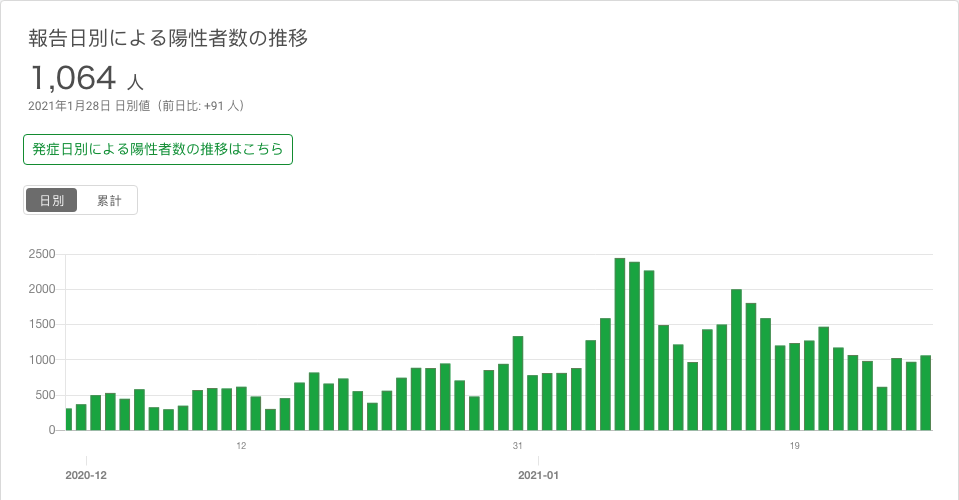 報告日別による陽性者数の推移
1,064 人
2021年1月28日 日別値（前日比: +91 人）
発症日別による陽性者数の推移はこちら
日別 累計
2500
2000
1500
1000
500
0
12 31 19
2020-12 2021-01